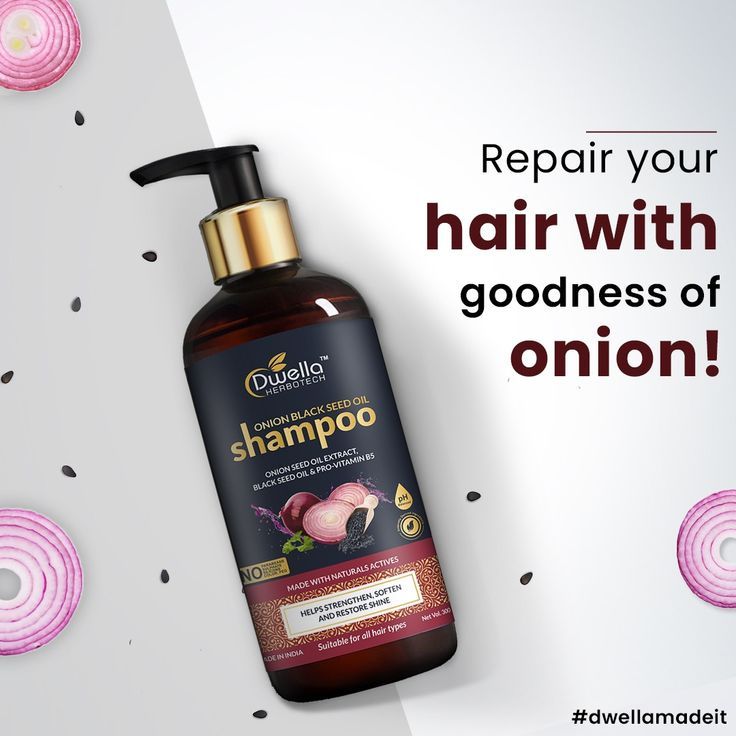 Repair your
hair with
goodness of
onion!
Dwella™
HERBOTECH
ONION BLACK SEED OIL
shampoo
ONION SEED OIL EXTRACT,
BLACK SEED OIL & PRO-VITAMIN B5
pH
NO
PARABENS
MADE WITH NATURALS ACTIVES
HELPS STRENGTHEN, SOFTEN
AND RESTORE SHINE
Suitable for all hair types
ADE IN INDIA
Net Vol. 300
#dwellamadeit